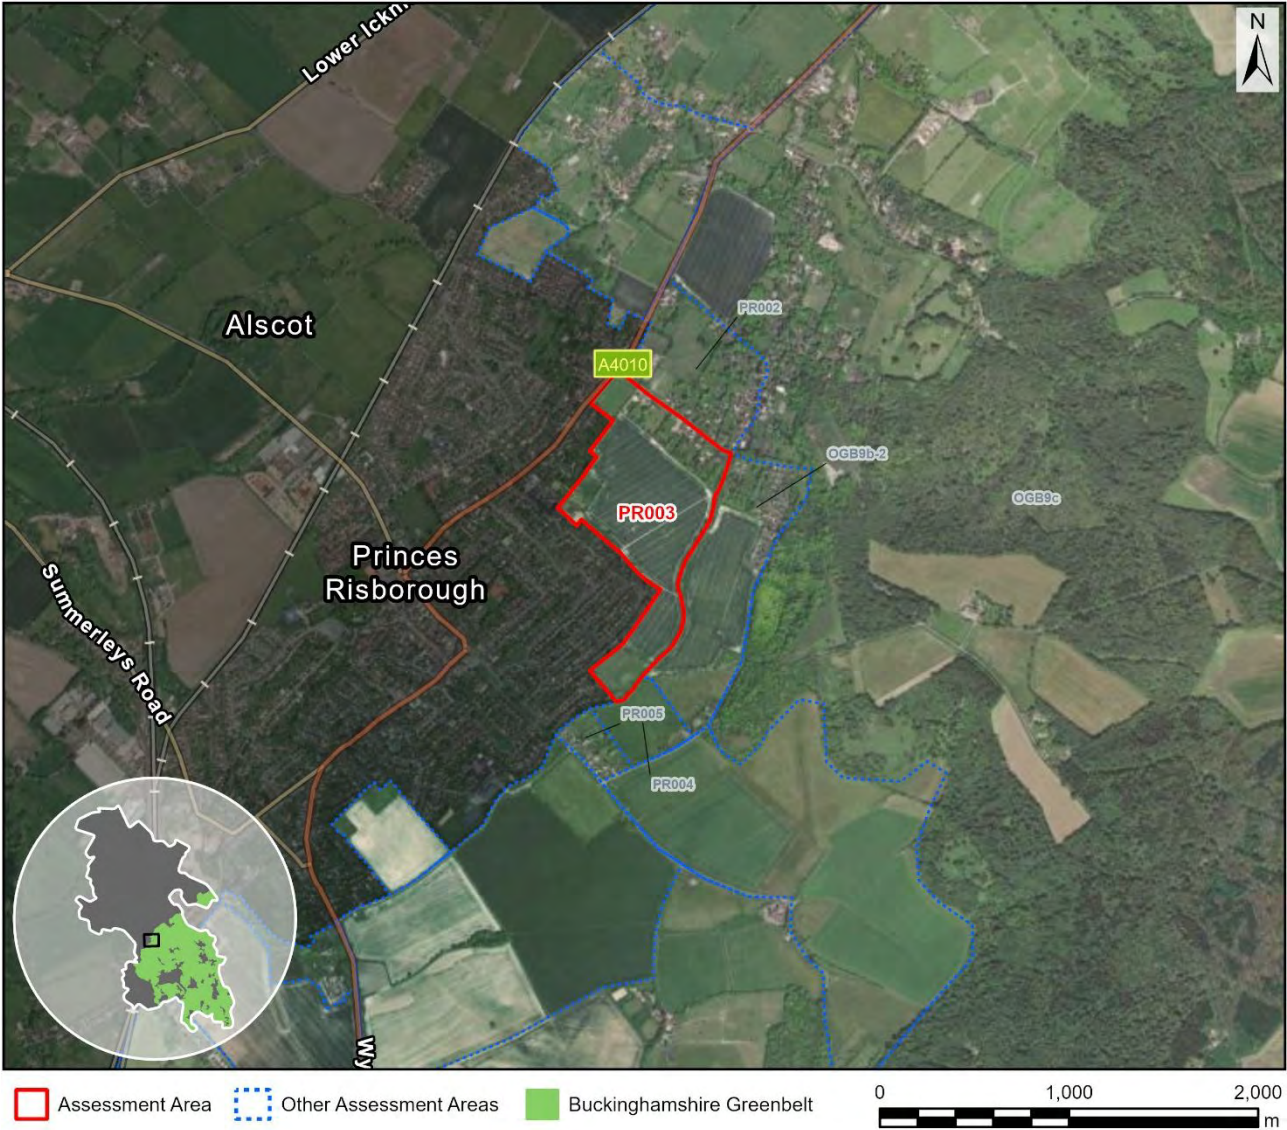 N
Lower Ickn
Alscot
PR002
A4010
OGB9b-2
OGB9c
PR003
Princes
Risborough
Summerleys Road
PR005
PR004
Wy
Assessment Area
Other Assessment Areas
Buckinghamshire Greenbelt
0 1,000 2,000
m